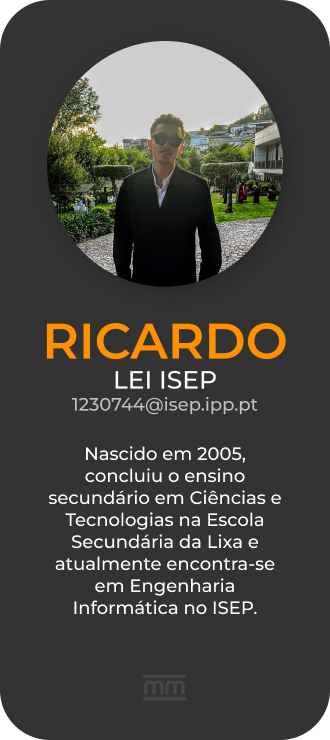 RICARDO
LEI ISEP
1230744@isep.ipp.pt
Nascido em 2005,
concluiu o ensino
secundário em Ciências e
Tecnologias na Escola
Secundária da Lixa e
atualmente encontra-se
em Engenharia
Informática no ISEP.
mm